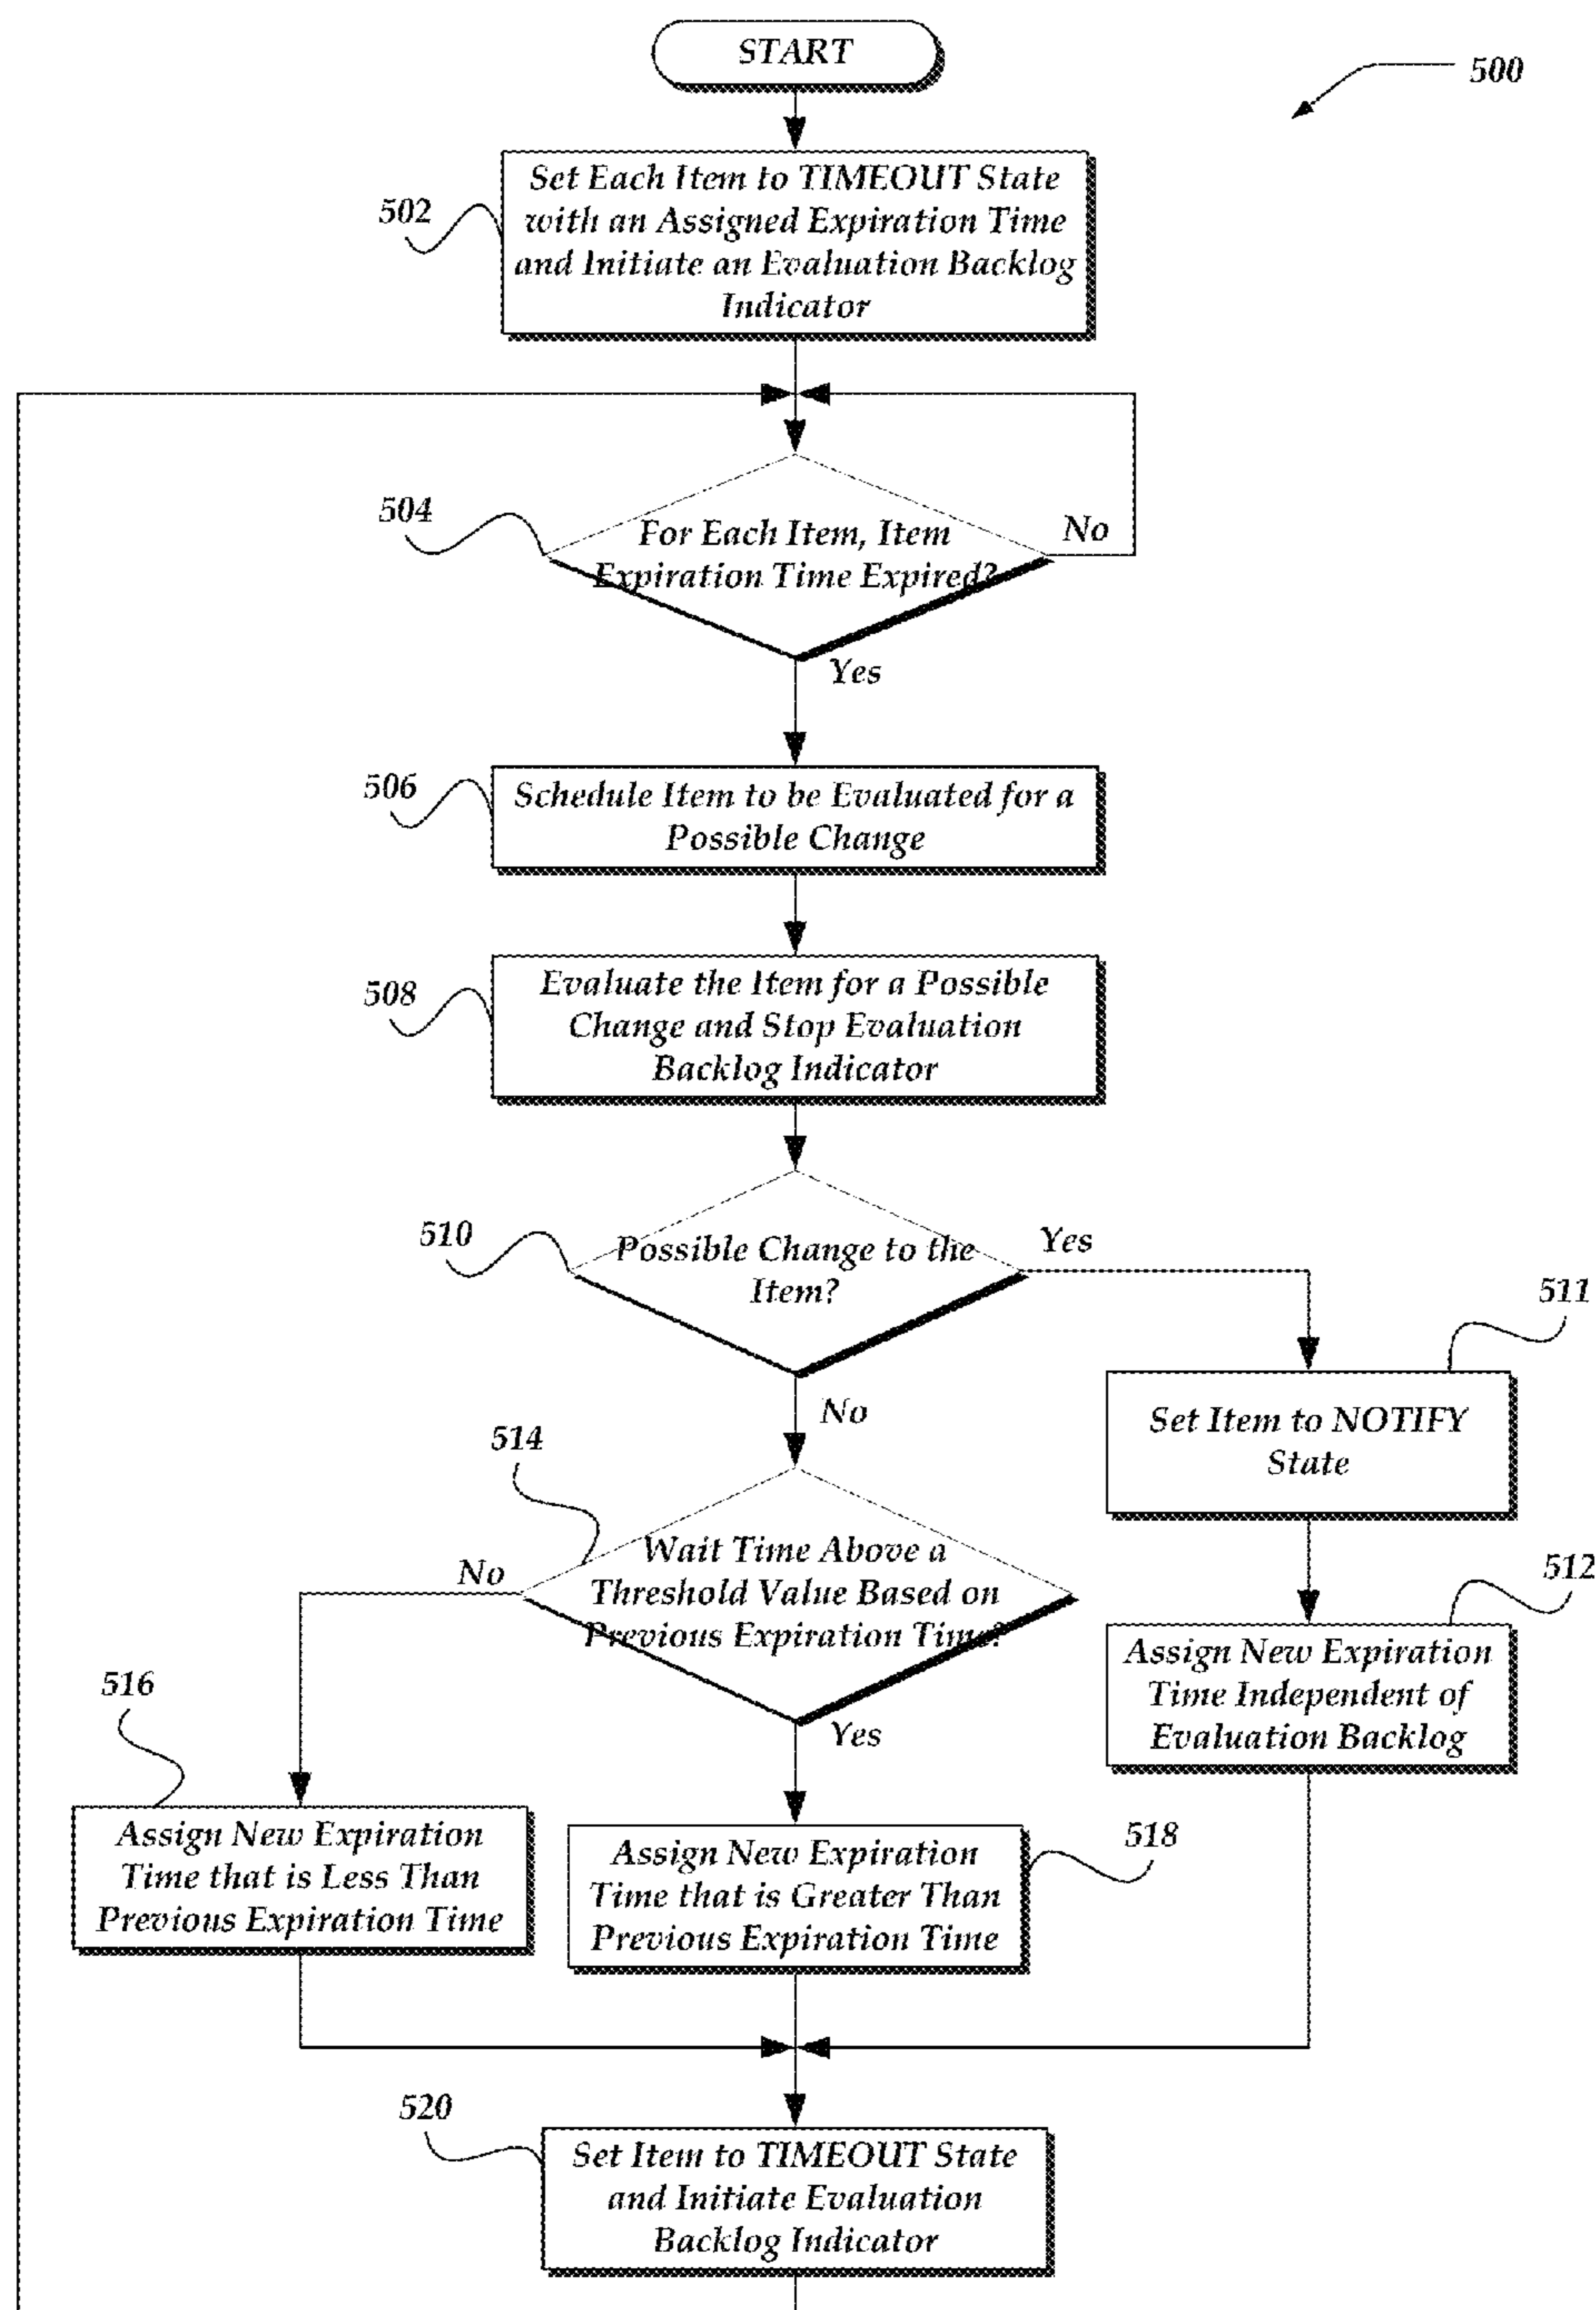 START
500
Set Each Item to TIMEOUT State
with an Assigned Expiration Time
and Initiate an Evaluation Backlog
Indicator
502
504
For Each Item, Item
Expiration Time Expired?
No
Yes
506
Schedule Item to be Evaluated for a
Possible Change
508
Evaluate the Item for a Possible
Change and Stop Evaluation
Backlog Indicator
510
Possible Change to the
Item?
Yes
No
511
Set Item to NOTIFY
State
512
Assign New Expiration
Time Independent of
Evaluation Backlog
514
Wait Time Above a
Threshold Value Based on
Previous Expiration Time?
No
Yes
516
Assign New Expiration
Time that is Less Than
Previous Expiration Time
518
Assign New Expiration
Time that is Greater Than
Previous Expiration Time
520
Set Item to TIMEOUT State
and Initiate Evaluation
Backlog Indicator